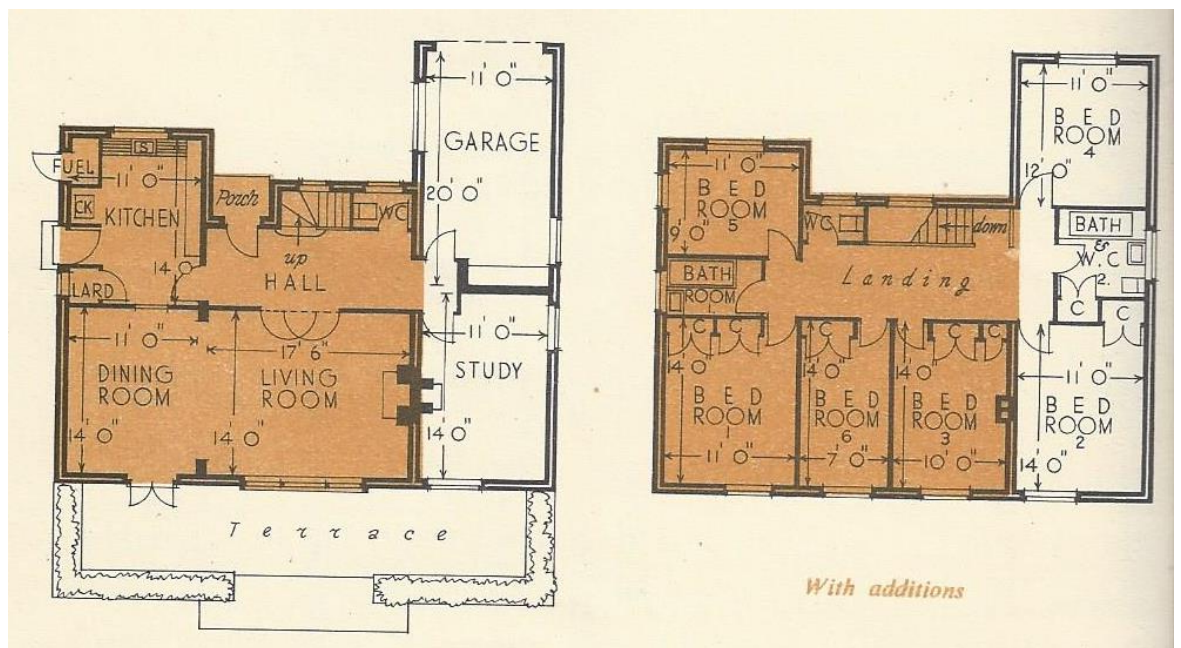 11' 0"
GARAGE
20' 0"
FUEL
S
11' 0"
CK
KITCHEN
Porch
WC
up
14' 0
HALL
LARD
11' 0"
17' 6"
11' 0"
DINING
ROOM
LIVING
ROOM
STUDY
14' 0"
14' 0"
14' 0"
Terrace
11' 0"
BED
ROOM
4
12' 0"
11' 0"
BED
ROOM
5
9' 0"
WC
down
BATH
&
W.C
2.
BATH
ROOM
1
Landing
C
C
C
C
C
C
C
C
14' 0"
14' 0"
14' 0"
11' 0"
BED
ROOM
1
BED
ROOM
6
BED
ROOM
3
BED
ROOM
2
11' 0"
7' 0"
10' 0"
14' 0"
With additions